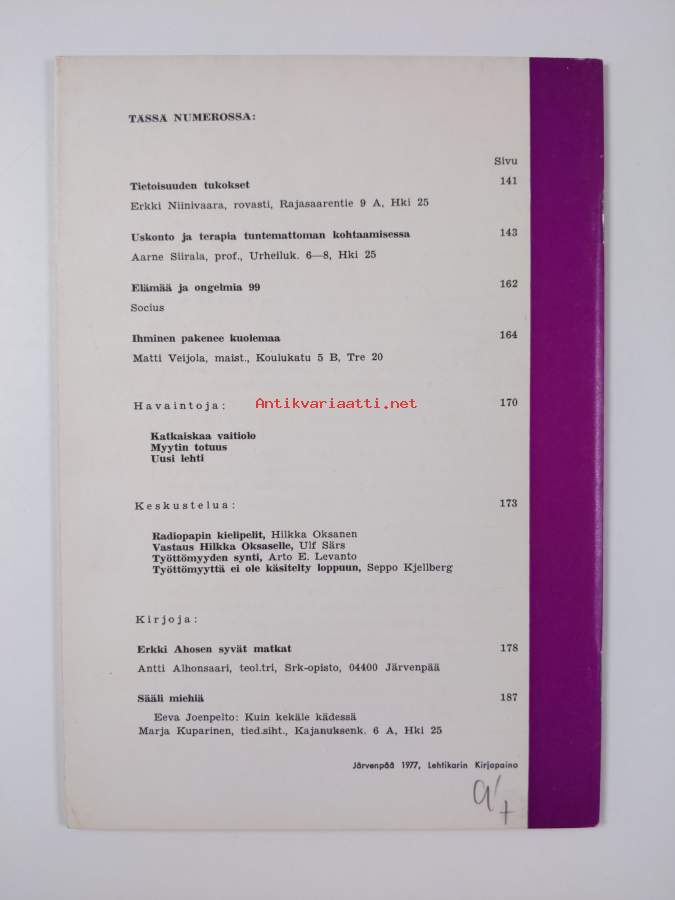 TÄSSÄ NUMEROSSA:
Sivu
Tietoisuuden tukokset 141
Erkki Niinivaara, rovasti, Rajasaarentie 9 A, Hki 25
Uskonto ja terapia tuntemattoman kohtaamisessa 143
Aarne Siirala, prof., Urheiluk. 6—8, Hki 25
Elämää ja ongelmia 99 162
Socius
Ihminen pakenee kuolemaa 164
Matti Veijola, maist., Koulukatu 5 B, Tre 20
Havaintoja: 170
Antikvariaatti.net
Katkaiskaa vaitiolo
Myytin totuus
Uusi lehti
Keskustelua: 173
Radiopapin kielipelit, Hilkka Oksanen
Vastaus Hilkka Oksaselle, Ulf Särs
Työttömyyden synti, Arto E. Levanto
Työttömyyttä ei ole käsitelty loppuun, Seppo Kjellberg
Kirjoja:
Erkki Ahosen syvät matkat 178
Antti Alhonsaari, teol.tri, Srk-opisto, 04400 Järvenpää
Sääli miehiä 187
Eeva Joenpelto: Kuin kekäle kädessä
Marja Kuparinen, tied.siht., Kajanuksenk. 6 A, Hki 25
Järvenpää 1977, Lehtikarin Kirjapaino